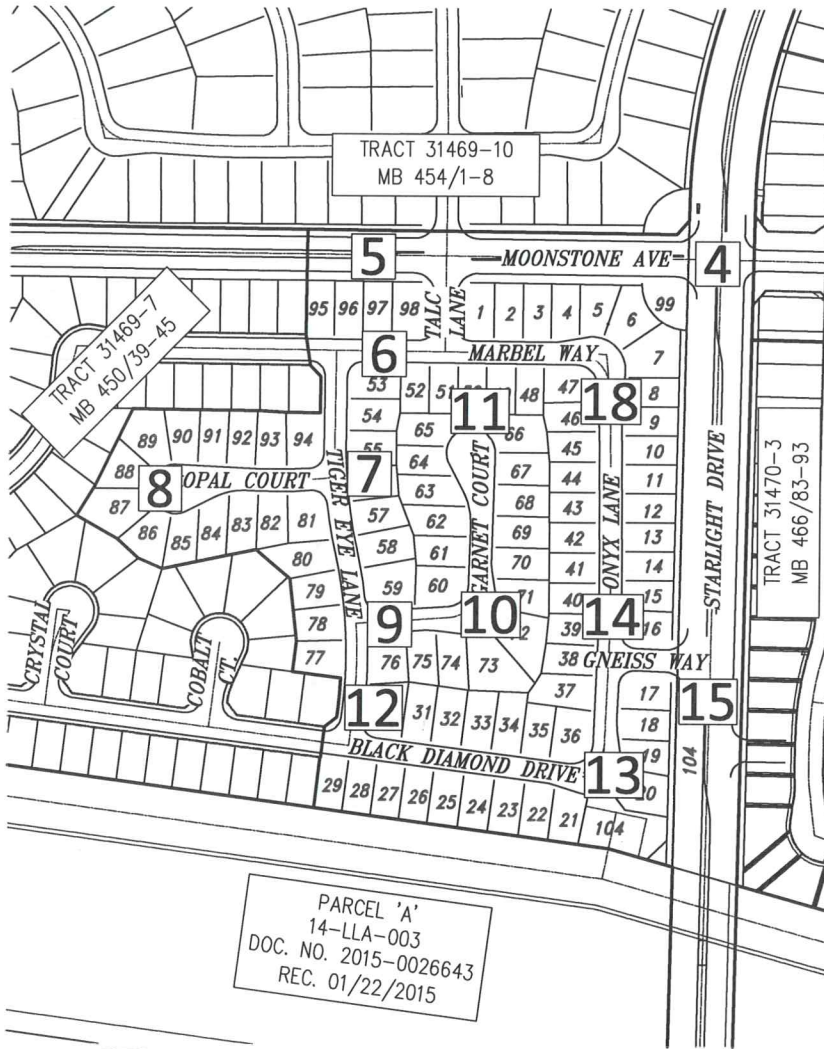 TRACT 31469-10
MB 454/1-8
5
MOONSTONE AVE
4
TRACT 31469-7
MB 450/39-45
95 96 97 98
TALC
LANE
1 2 3 4 5 6 99
6
MARBEL WAY
7
53 52 48 47
18
8
54
11
46
9
65 66
45
10
89 90 91 92 93 94
7
64 67
44
11
88
8
OPAL COURT
TIGER EYE LANE
63
GARNET COURT
68
43
ONYX LANE
12
STARLIGHT DRIVE
TRACT 31470-3
MB 466/83-93
87
86 85 84 83 82 81
57
62
69
42
13
58
61
70
41
14
80
79
59
60
40
15
78
9
10
39
14
16
77
76 75 74 73
38
GNEISS WAY
CRYSTAL
COURT
COBALT
CT.
37
17
15
12
31 32 33 34 35 36
18
BLACK DIAMOND DRIVE
13
19
104
20
29 28 27 26 25 24 23 22 21 104
PARCEL 'A'
14-LLA-003
DOC. NO. 2015-0026643
REC. 01/22/2015